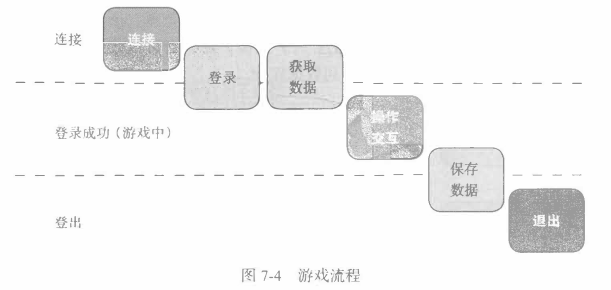 连接
连接
登录
获取
数据
登录成功(游戏中)
操作
交互
保存
数据
登出
退出
图 7-4 游戏流程